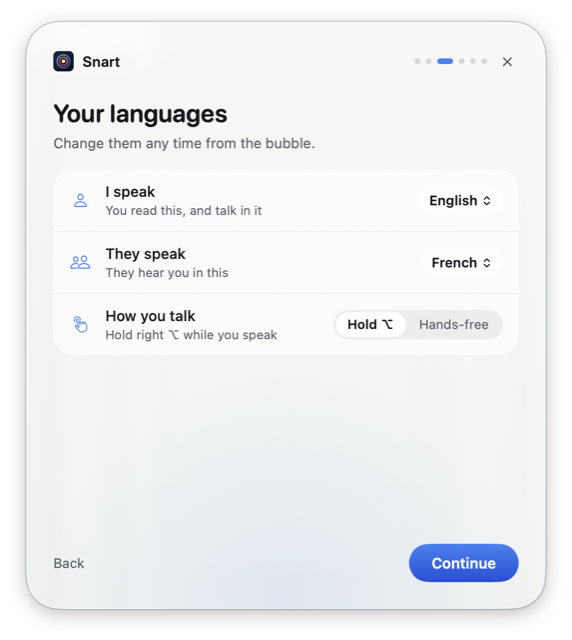 Snart
Your languages
Change them any time from the bubble.
I speak
You read this, and talk in it
English
They speak
They hear you in this
French
How you talk
Hold right ⌥ while you speak
Hold ⌥
Hands-free
Back
Continue